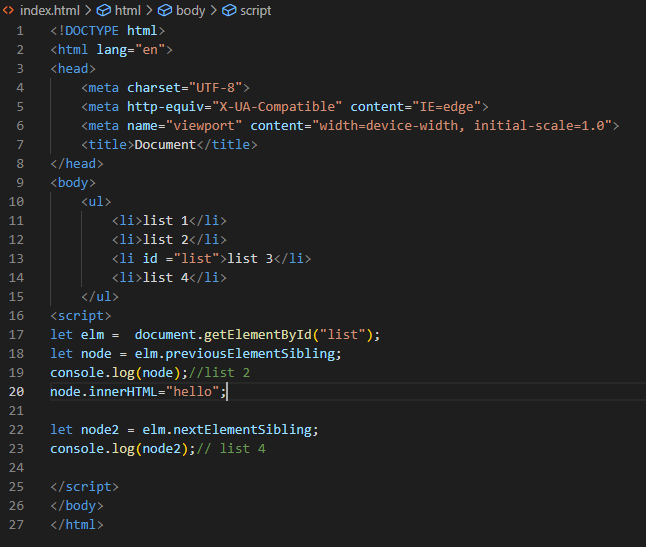 index.html > html > body > script
1 <!DOCTYPE html>
2 <html lang="en">
3 <head>
4     <meta charset="UTF-8">
5     <meta http-equiv="X-UA-Compatible" content="IE=edge">
6     <meta name="viewport" content="width=device-width, initial-scale=1.0">
7     <title>Document</title>
8 </head>
9 <body>
10     <ul>
11         <li>list 1</li>
12         <li>list 2</li>
13         <li id ="list">list 3</li>
14         <li>list 4</li>
15     </ul>
16 <script>
17 let elm =  document.getElementById("list");
18 let node = elm.previousElementSibling;
19 console.log(node);//list 2
20 node.innerHTML="hello";
21
22 let node2 = elm.nextElementSibling;
23 console.log(node2);// list 4
24
25 </script>
26 </body>
27 </html>